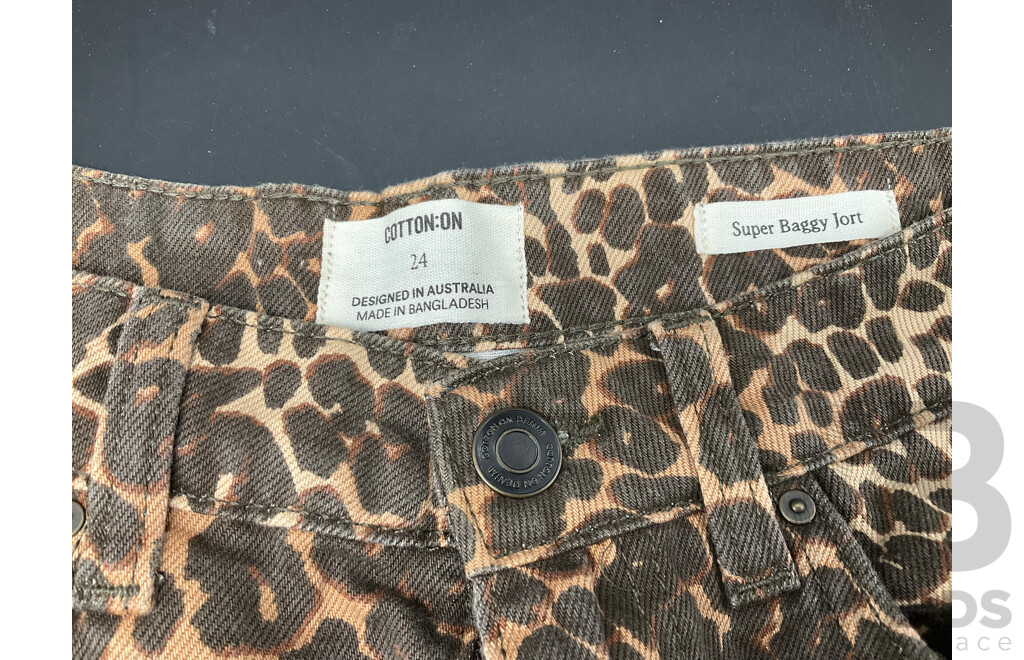 COTTON:ON
24
DESIGNED IN AUSTRALIA
MADE IN BANGLADESH
Super Baggy Jort
COTTON ON DENIM COTTON ON DENIM